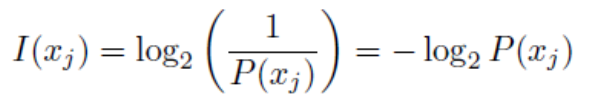 I(x_j) = log_2 ( 1 / P(x_j) ) = − log_2 P(x_j)